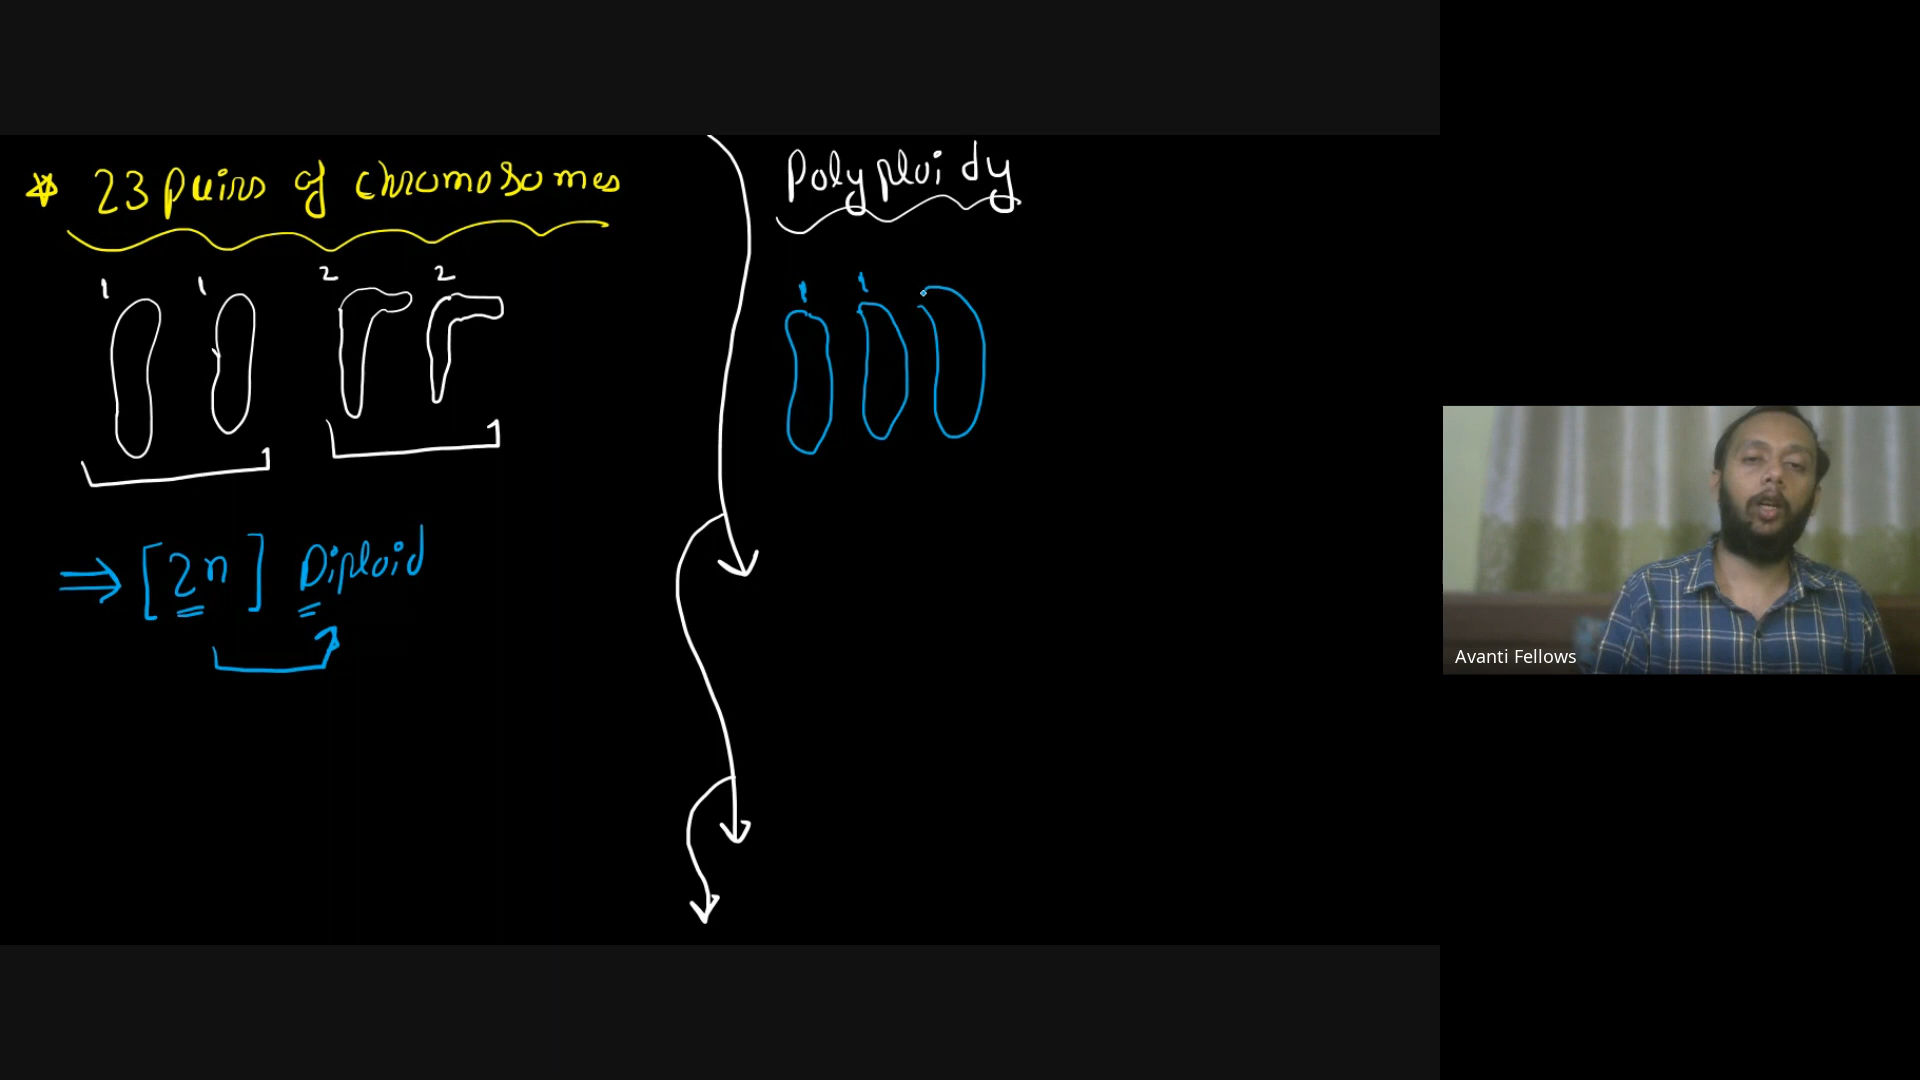 * 23 Pairs of chromosomes
1 1 2 2
⇒ [2n] Diploid
Polyploidy
1 1
Avanti Fellows